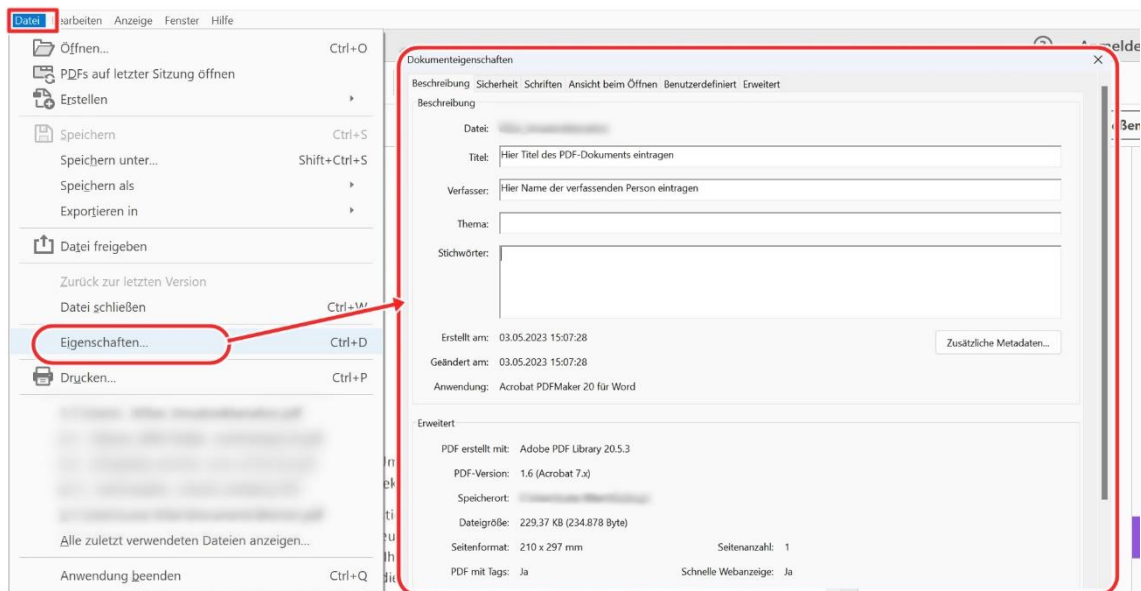 Datei Bearbeiten Anzeige Fenster Hilfe
Öffnen... Ctrl+O
PDFs auf letzter Sitzung öffnen
Erstellen
Speichern Ctrl+S
Speichern unter... Shift+Ctrl+S
Speichern als
Exportieren in
Datei freigeben
Zurück zur letzten Version
Datei schließen Ctrl+W
Eigenschaften... Ctrl+D
Drucken... Ctrl+P
Alle zuletzt verwendeten Dateien anzeigen...
Anwendung beenden Ctrl+Q
Dokumenteigenschaften
Beschreibung Sicherheit Schriften Ansicht beim Öffnen Benutzerdefiniert Erweitert
Beschreibung
Datei:
Titel: Hier Titel des PDF-Dokuments eintragen
Verfasser: Hier Name der verfassenden Person eintragen
Thema:
Stichwörter:
Erstellt am: 03.05.2023 15:07:28
Zusätzliche Metadaten...
Geändert am: 03.05.2023 15:07:28
Anwendung: Acrobat PDFMaker 20 für Word
Erweitert
PDF erstellt mit: Adobe PDF Library 20.5.3
PDF-Version: 1.6 (Acrobat 7.x)
Speicherort:
Dateigröße: 229,37 KB (234.878 Byte)
Seitenformat: 210 x 297 mm Seitenanzahl: 1
PDF mit Tags: Ja Schnelle Webanzeige: Ja